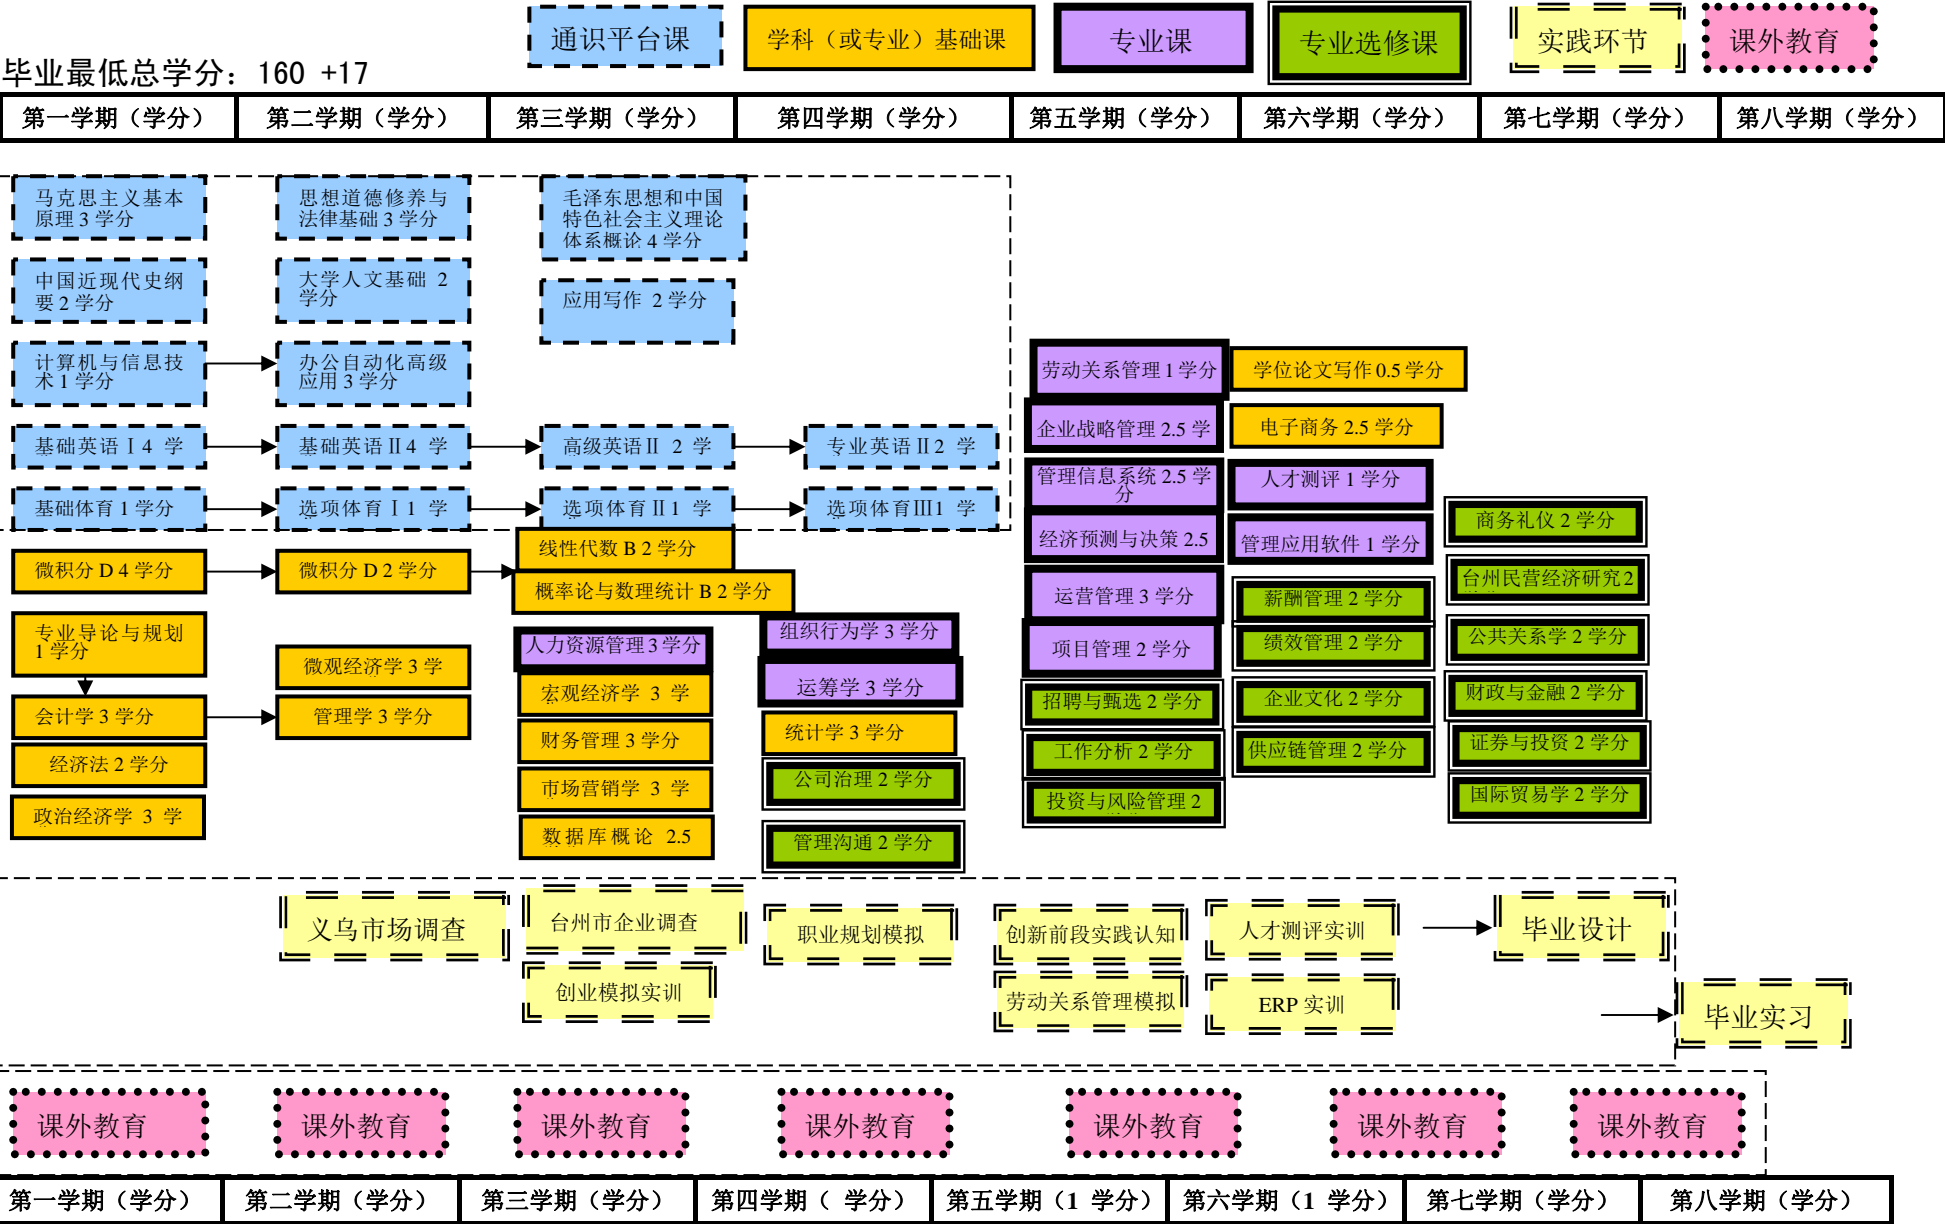 通识平台课
学科（或专业）基础课
专业课
专业选修课
实践环节
课外教育
毕业最低总学分：160 +17
第一学期（学分）
第二学期（学分）
第三学期（学分）
第四学期（学分）
第五学期（学分）
第六学期（学分）
第七学期（学分）
第八学期（学分）
马克思主义基本
原理 3 学分
思想道德修养与
法律基础 3 学分
毛泽东思想和中国
特色社会主义理论
体系概论 4 学分
中国近现代史纲
要 2 学分
大学人文基础 2
学分
应用写作 2 学分
计算机与信息技
术 1 学分
办公自动化高级
应用 3 学分
劳动关系管理 1 学分
学位论文写作 0.5 学分
基础英语Ⅰ4 学
基础英语Ⅱ4 学
高级英语Ⅱ 2 学
专业英语Ⅱ2 学
企业战略管理 2.5 学
电子商务 2.5 学分
基础体育 1 学分
选项体育Ⅰ1 学
选项体育Ⅱ1 学
选项体育Ⅲ1 学
管理信息系统 2.5 学
分
人才测评 1 学分
商务礼仪 2 学分
微积分 D 4 学分
微积分 D 2 学分
线性代数 B 2 学分
概率论与数理统计 B 2 学分
经济预测与决策 2.5
管理应用软件 1 学分
台州民营经济研究 2
专业导论与规划
1 学分
微观经济学 3 学
人力资源管理 3 学分
组织行为学 3 学分
运营管理 3 学分
薪酬管理 2 学分
公共关系学 2 学分
宏观经济学 3 学
运筹学 3 学分
项目管理 2 学分
绩效管理 2 学分
会计学 3 学分
管理学 3 学分
财务管理 3 学分
统计学 3 学分
招聘与甄选 2 学分
企业文化 2 学分
财政与金融 2 学分
经济法 2 学分
市场营销学 3 学
公司治理 2 学分
工作分析 2 学分
供应链管理 2 学分
证券与投资 2 学分
政治经济学 3 学
数据库概论 2.5
管理沟通 2 学分
投资与风险管理 2
国际贸易学 2 学分
义乌市场调查
台州市企业调查
职业规划模拟
创新前段实践认知
人才测评实训
毕业设计
创业模拟实训
劳动关系管理模拟
ERP 实训
毕业实习
课外教育
课外教育
课外教育
课外教育
课外教育
课外教育
课外教育
第一学期（学分）
第二学期（学分）
第三学期（学分）
第四学期（ 学分）
第五学期（1 学分）
第六学期（1 学分）
第七学期（学分）
第八学期（学分）